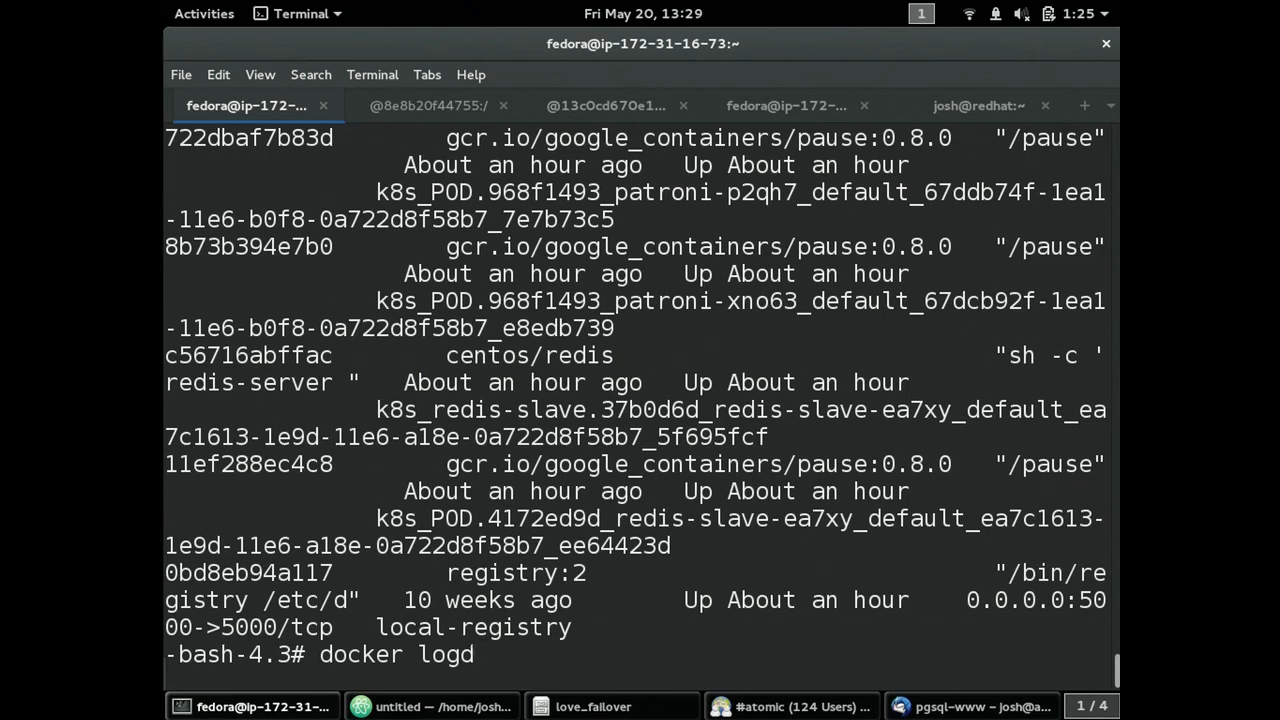 Activities Terminal Fri May 20, 13:29 1 1:25
fedora@ip-172-31-16-73:~
File Edit View Search Terminal Tabs Help
fedora@ip-172-... @8e8b20f44755:/ @13c0cd670e1... fedora@ip-172-... josh@redhat:~
722dbaf7b83d gcr.io/google_containers/pause:0.8.0 "/pause"
About an hour ago Up About an hour
k8s_POD.968f1493_patroni-p2qh7_default_67ddb74f-1ea1
-11e6-b0f8-0a722d8f58b7_7e7b73c5
8b73b394e7b0 gcr.io/google_containers/pause:0.8.0 "/pause"
About an hour ago Up About an hour
k8s_POD.968f1493_patroni-xno63_default_67dcb92f-1ea1
-11e6-b0f8-0a722d8f58b7_e8edb739
c56716abffac centos/redis "sh -c '
redis-server " About an hour ago Up About an hour
k8s_redis-slave.37b0d6d_redis-slave-ea7xy_default_ea
7c1613-1e9d-11e6-a18e-0a722d8f58b7_5f695fcf
11ef288ec4c8 gcr.io/google_containers/pause:0.8.0 "/pause"
About an hour ago Up About an hour
k8s_POD.4172ed9d_redis-slave-ea7xy_default_ea7c1613-
1e9d-11e6-a18e-0a722d8f58b7_ee64423d
0bd8eb94a117 registry:2 "/bin/re
gistry /etc/d" 10 weeks ago Up About an hour 0.0.0.0:50
00->5000/tcp local-registry
-bash-4.3# docker logd
fedora@ip-172-31-... untitled — /home/josh... love_failover #atomic (124 Users) ... pgsql-www – josh@a... 1 / 4